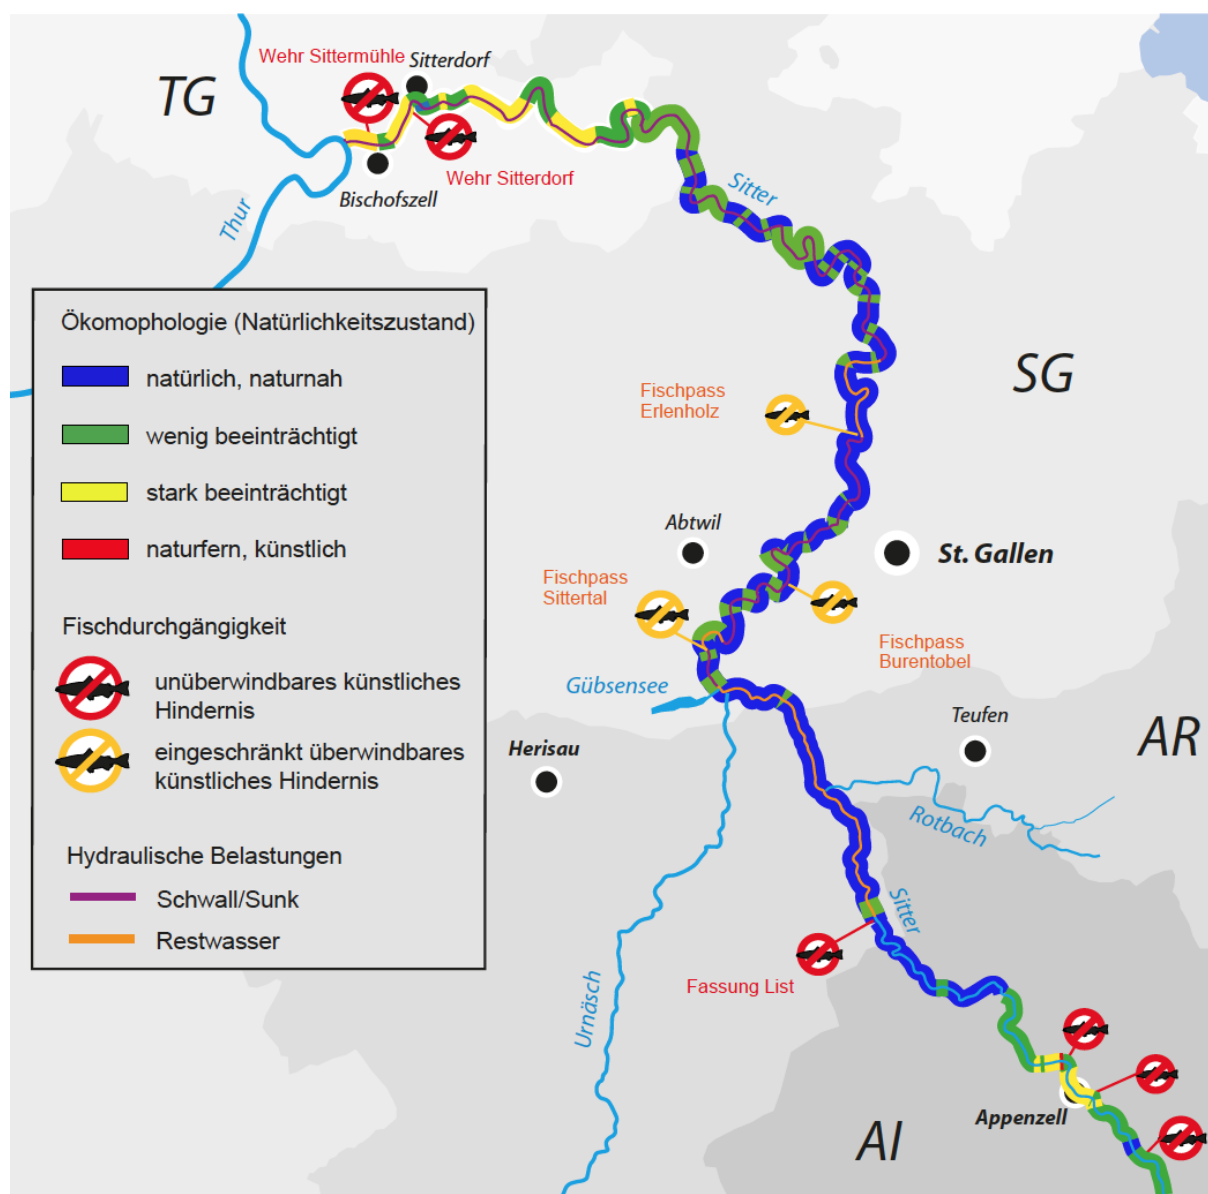 Wehr Sittermühle
Sitterdorf
TG
Wehr Sitterdorf
Bischofszell
Thur
Sitter
Ökomophologie (Natürlichkeitszustand)
natürlich, naturnah
wenig beeinträchtigt
stark beeinträchtigt
naturfern, künstlich
Fischdurchgängigkeit
unüberwindbares künstliches
Hindernis
eingeschränkt überwindbares
künstliches Hindernis
Hydraulische Belastungen
Schwall/Sunk
Restwasser
SG
Fischpass
Erlenholz
Abtwil
St. Gallen
Fischpass
Sittertal
Fischpass
Burentobel
Gübsensee
Herisau
Teufen
AR
Rotbach
Sitter
Fassung List
Urnäsch
Appenzell
AI